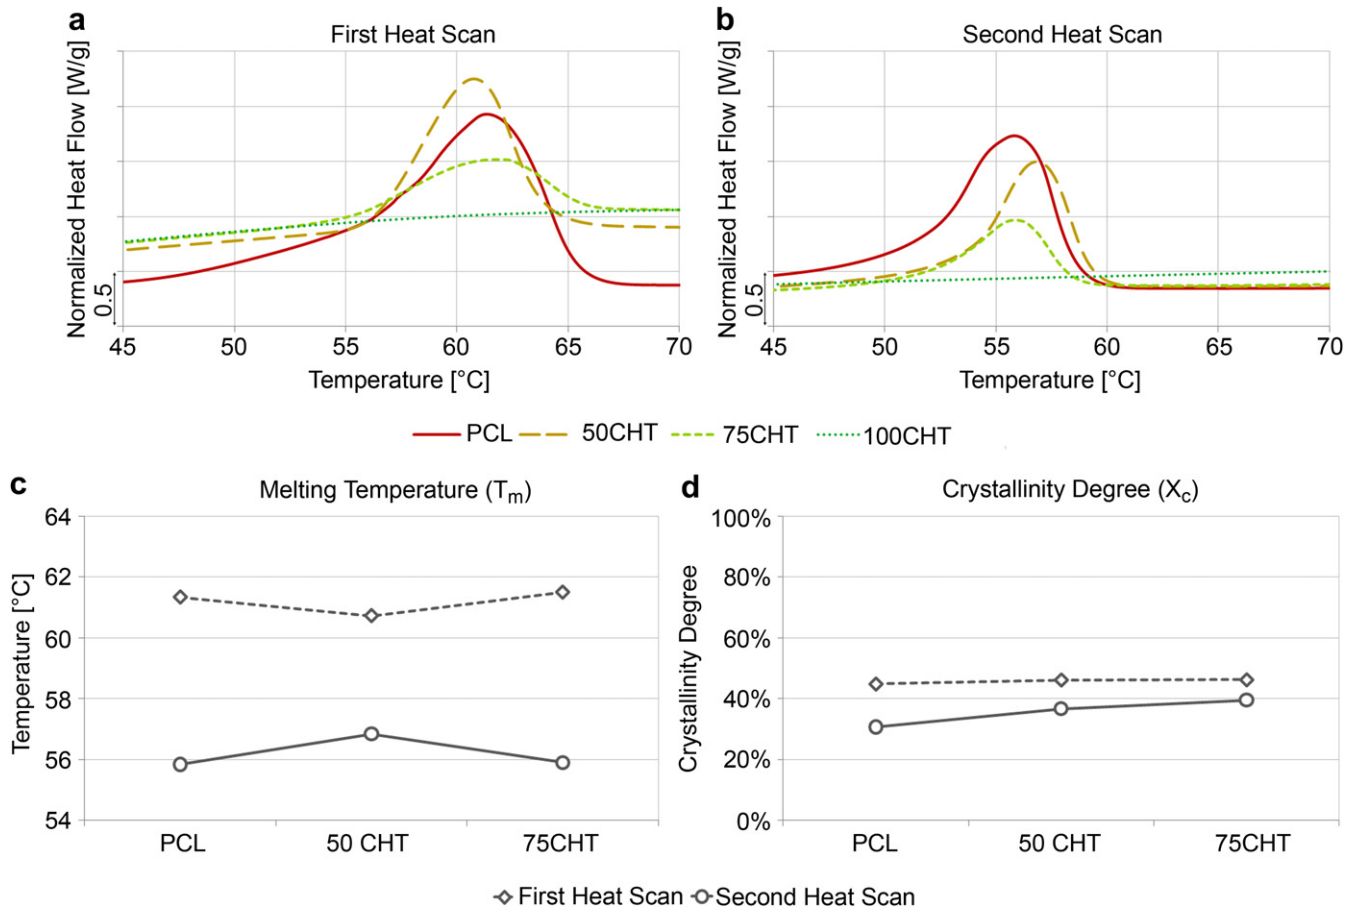 a
First Heat Scan
Normalized Heat Flow [W/g]
0.5
45 50 55 60 65 70
Temperature [°C]
b
Second Heat Scan
Normalized Heat Flow [W/g]
0.5
45 50 55 60 65 70
Temperature [°C]
PCL 50CHT 75CHT 100CHT
c
Melting Temperature (Tm)
Temperature [°C]
64
62
60
58
56
54
PCL 50 CHT 75CHT
d
Crystallinity Degree (Xc)
Crystallinity Degree
100%
80%
60%
40%
20%
0%
PCL 50 CHT 75CHT
First Heat Scan Second Heat Scan